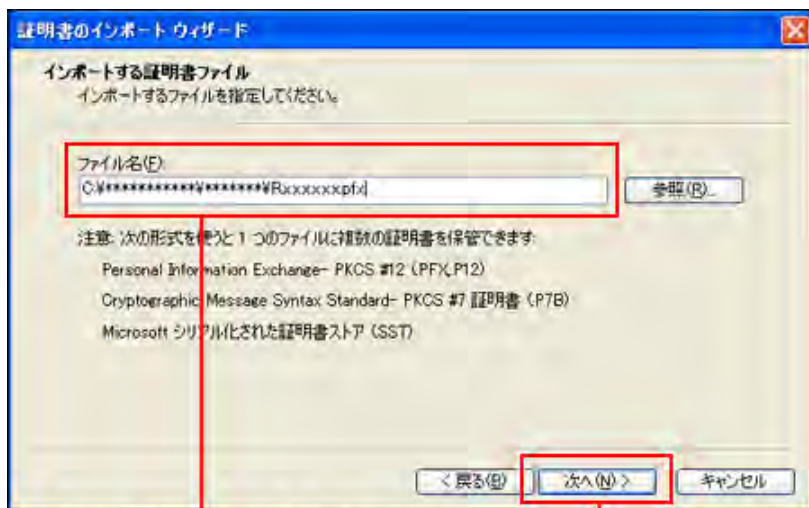 証明書のインポート ウィザード
インポートする証明書ファイル
インポートするファイルを指定してください。
ファイル名(F):
C:¥***********¥*******¥Rxxxxxx.pfx
参照(R)...
注意: 次の形式を使うと 1 つのファイルに複数の証明書を保管できます:
Personal Information Exchange- PKCS #12 (PFX,P12)
Cryptographic Message Syntax Standard- PKCS #7 証明書 (P7B)
Microsoft シリアル化された証明書ストア (SST)
< 戻る(B)
次へ(N) >
キャンセル